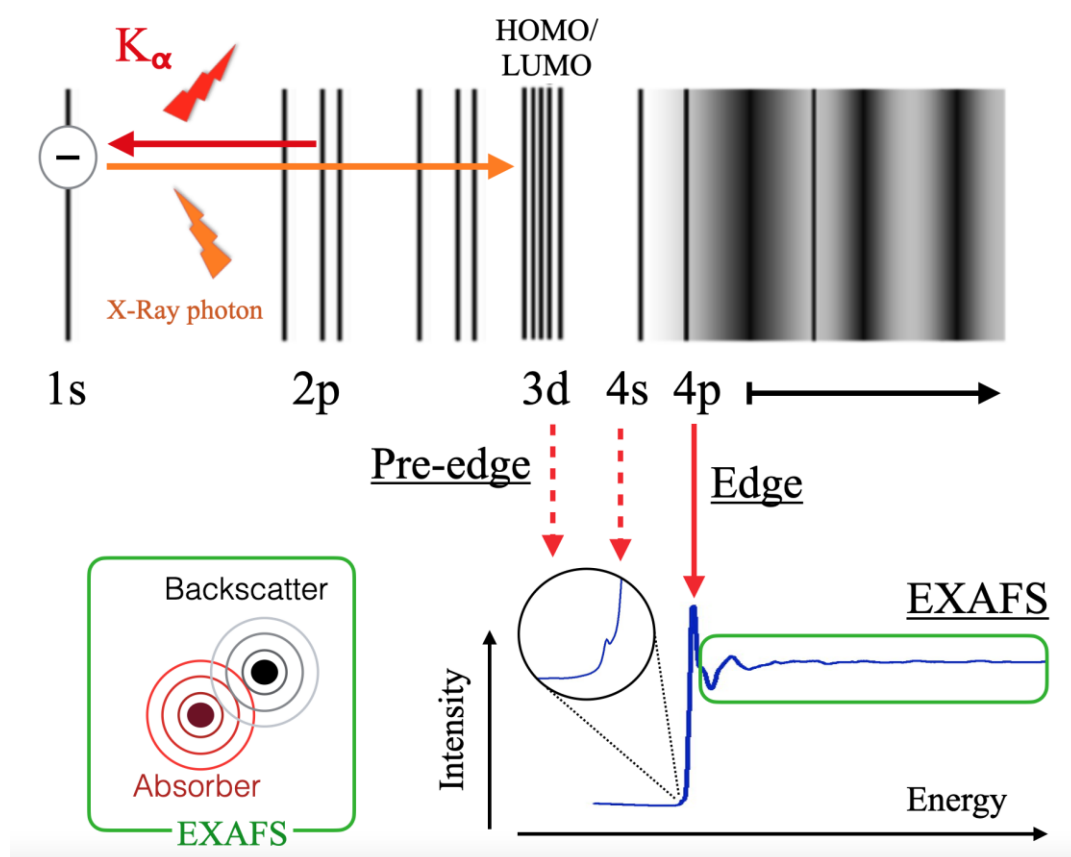 HOMO/
LUMO
Kα
−
X-Ray photon
1s 2p 3d 4s 4p
Pre-edge
Edge
Backscatter
Absorber
EXAFS
EXAFS
Intensity
Energy